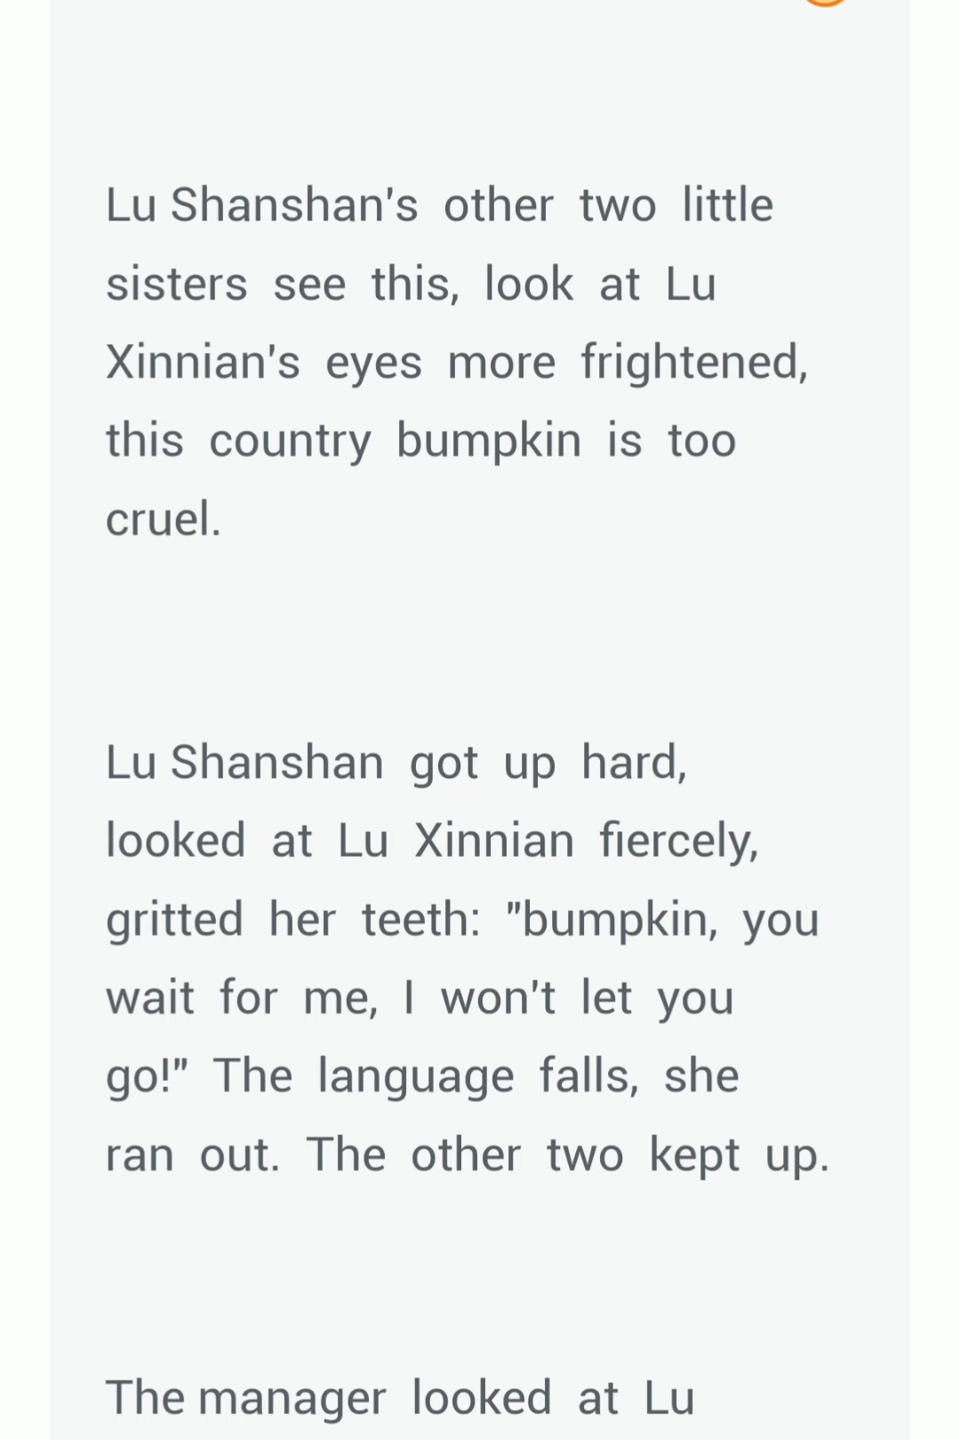 Lu Shanshan's other two little
sisters see this, look at Lu
Xinnian's eyes more frightened,
this country bumpkin is too
cruel.
Lu Shanshan got up hard,
looked at Lu Xinnian fiercely,
gritted her teeth: "bumpkin, you
wait for me, I won't let you
go!" The language falls, she
ran out. The other two kept up.
The manager looked at Lu